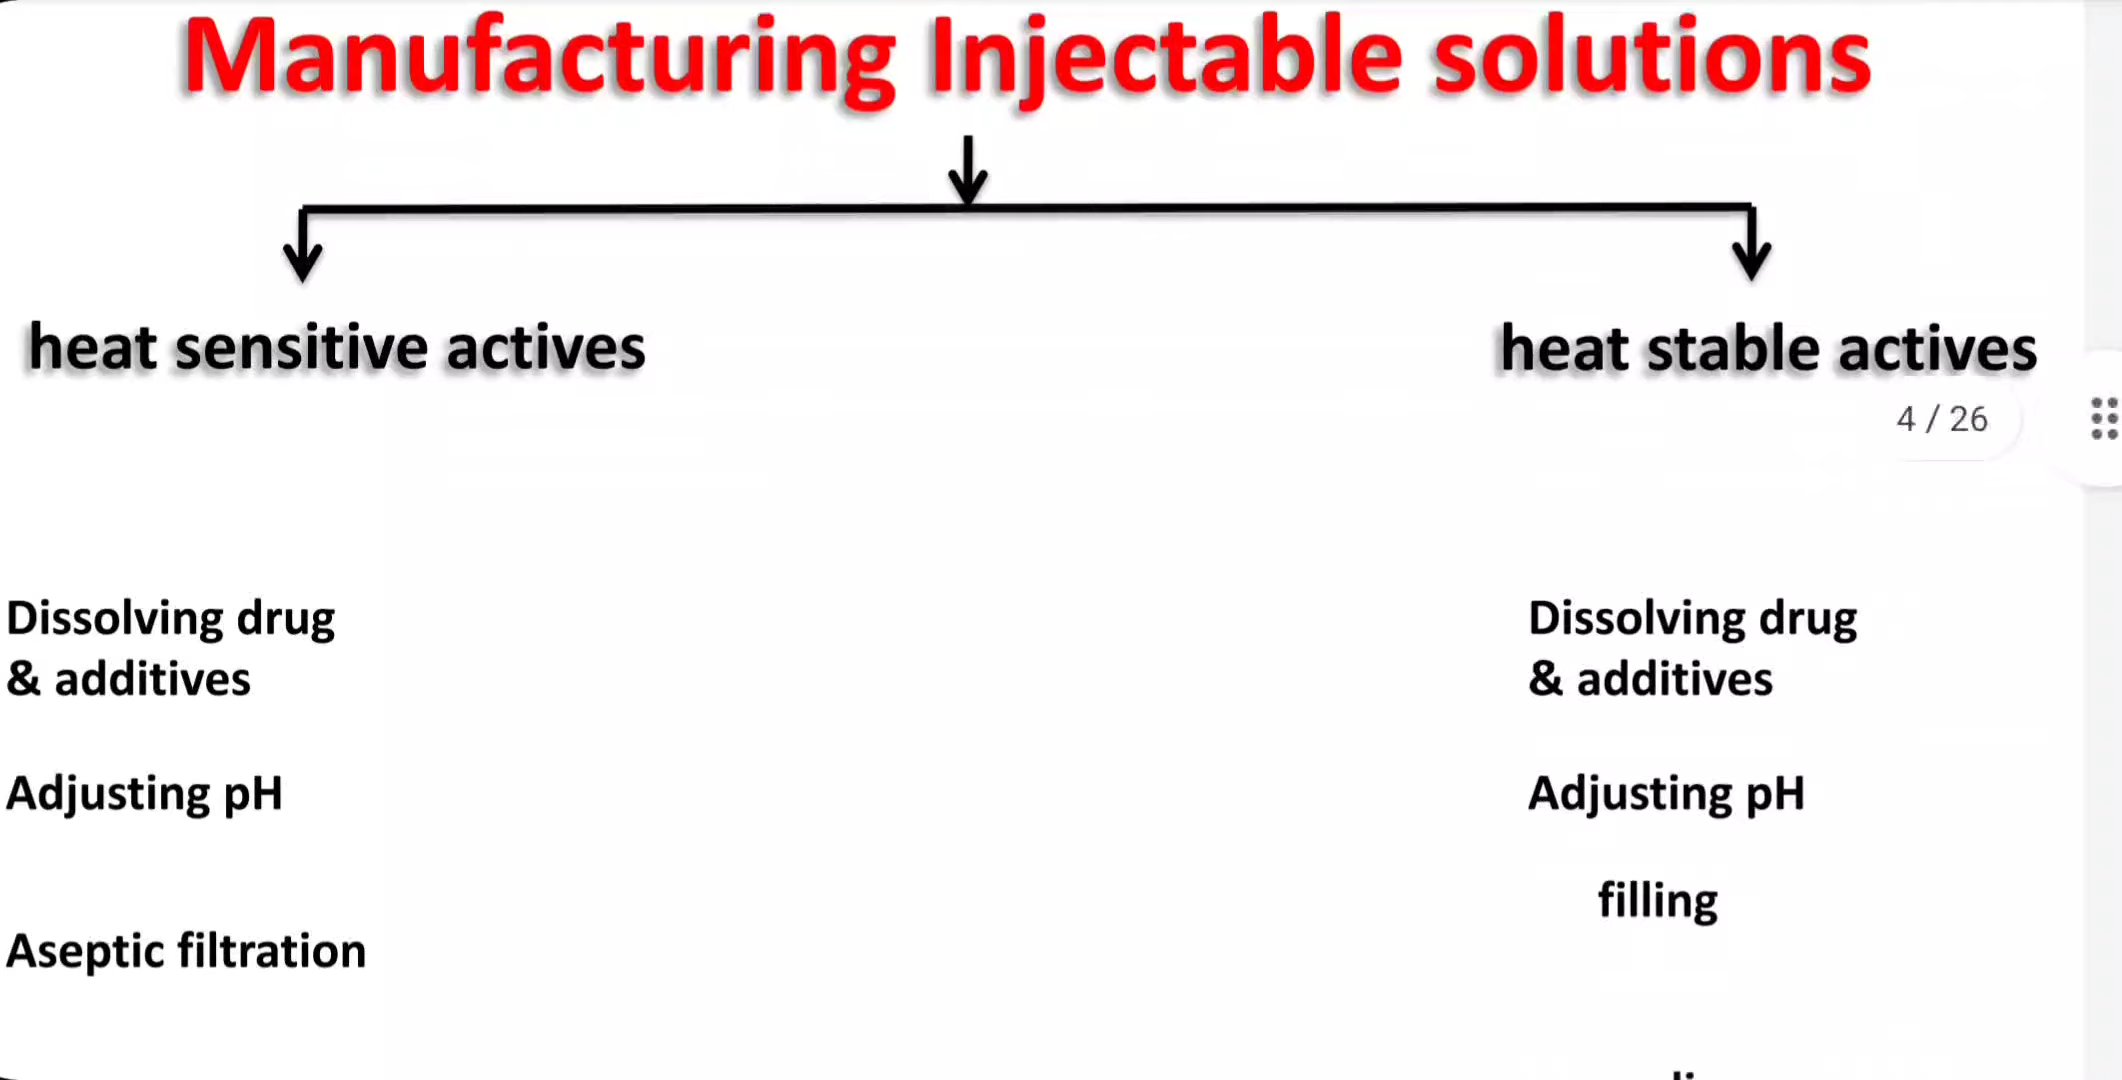 Manufacturing Injectable solutions
heat sensitive actives
heat stable actives
4 / 26
Dissolving drug
& additives
Adjusting pH
Aseptic filtration
Dissolving drug
& additives
Adjusting pH
filling